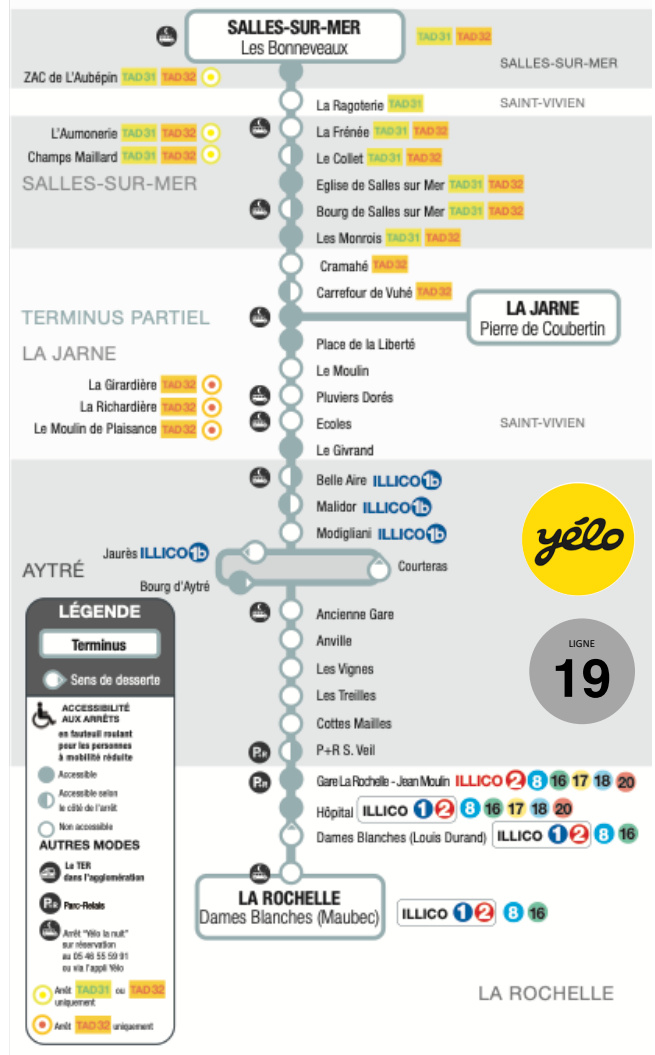 SALLES-SUR-MER
Les Bonneveaux
TAD31 TAD32
SALLES-SUR-MER
ZAC de L'Aubépin TAD31 TAD32
La Ragoterie TAD31
SAINT-VIVIEN
L'Aumonerie TAD31 TAD32
La Frénée TAD31 TAD32
Champs Maillard TAD31 TAD32
Le Collet TAD31 TAD32
SALLES-SUR-MER
Eglise de Salles sur Mer TAD31 TAD32
Bourg de Salles sur Mer TAD31 TAD32
Les Monrois TAD31 TAD32
Cramahé TAD32
Carrefour de Vuhé TAD32
TERMINUS PARTIEL
LA JARNE
Pierre de Coubertin
LA JARNE
Place de la Liberté
Le Moulin
La Girardière TAD32
Pluviers Dorés
La Richardière TAD32
Ecoles
SAINT-VIVIEN
Le Moulin de Plaisance TAD32
Le Givrand
Belle Aire ILLICO 1b
Malidor ILLICO 1b
Modigliani ILLICO 1b
yélo
Jaurès ILLICO 1b
Courteras
AYTRÉ
Bourg d'Aytré
LÉGENDE
Terminus
Sens de desserte
ACCESSIBILITÉ
AUX ARRÊTS
en fauteuil roulant
pour les personnes
à mobilité réduite
Accessible
Accessible selon
le côté de l'arrêt
Non accessible
AUTRES MODES
Le TER
dans l'agglomération
P+R
Parc-Relais
Arrêt "Yélo la nuit"
sur réservation
au 05 46 55 59 91
ou via l'appli Yélo
Arrêt TAD31 ou TAD32
uniquement
Arrêt TAD32 uniquement
Ancienne Gare
Anville
Les Vignes
Les Treilles
Cottes Mailles
P+R
P+R S. Veil
LIGNE
19
P+R
Gare La Rochelle - Jean Moulin ILLICO 2 8 16 17 18 20
Hôpital ILLICO 1 2 8 16 17 18 20
Dames Blanches (Louis Durand) ILLICO 1 2 8 16
LA ROCHELLE
Dames Blanches (Maubec)
ILLICO 1 2 8 16
LA ROCHELLE